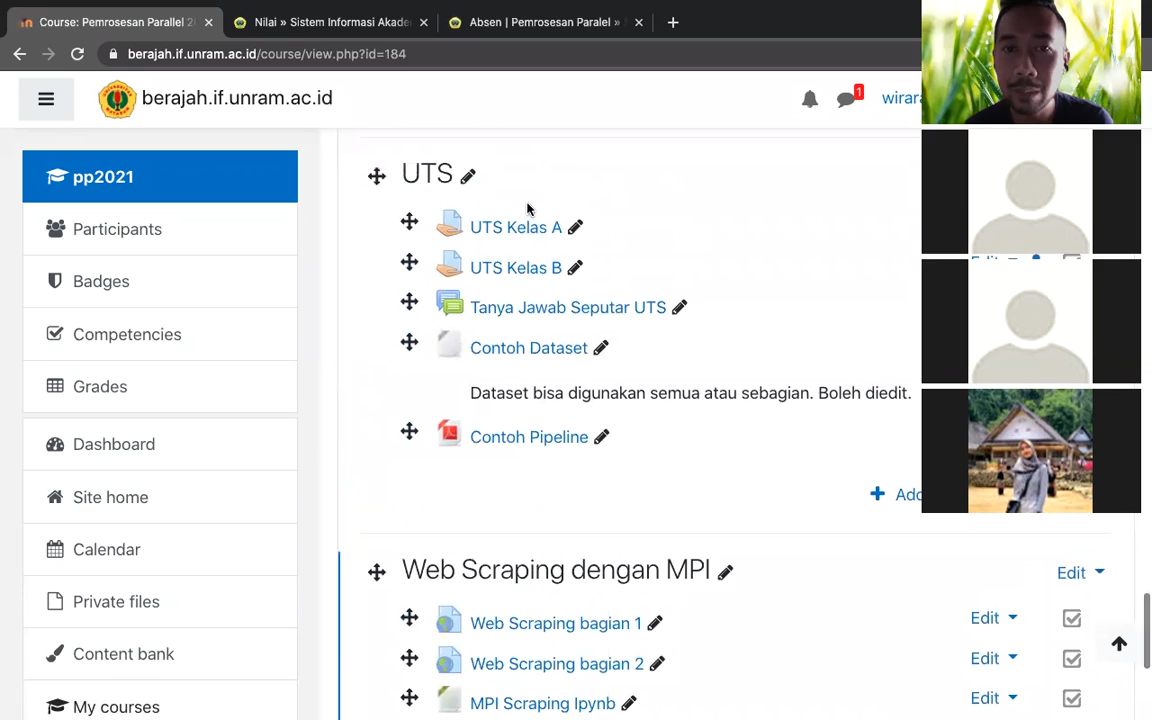 Course: Pemrosesan Parallel 2
Nilai » Sistem Informasi Akade
Absen | Pemrosesan Paralel »
berajah.if.unram.ac.id/course/view.php?id=184
berajah.if.unram.ac.id
1
wirara
pp2021
Participants
Badges
Competencies
Grades
Dashboard
Site home
Calendar
Private files
Content bank
My courses
UTS
UTS Kelas A
UTS Kelas B
Tanya Jawab Seputar UTS
Contoh Dataset
Dataset bisa digunakan semua atau sebagian. Boleh diedit.
Contoh Pipeline
Add
Web Scraping dengan MPI
Edit
Web Scraping bagian 1
Edit
Web Scraping bagian 2
Edit
MPI Scraping Ipynb
Edit